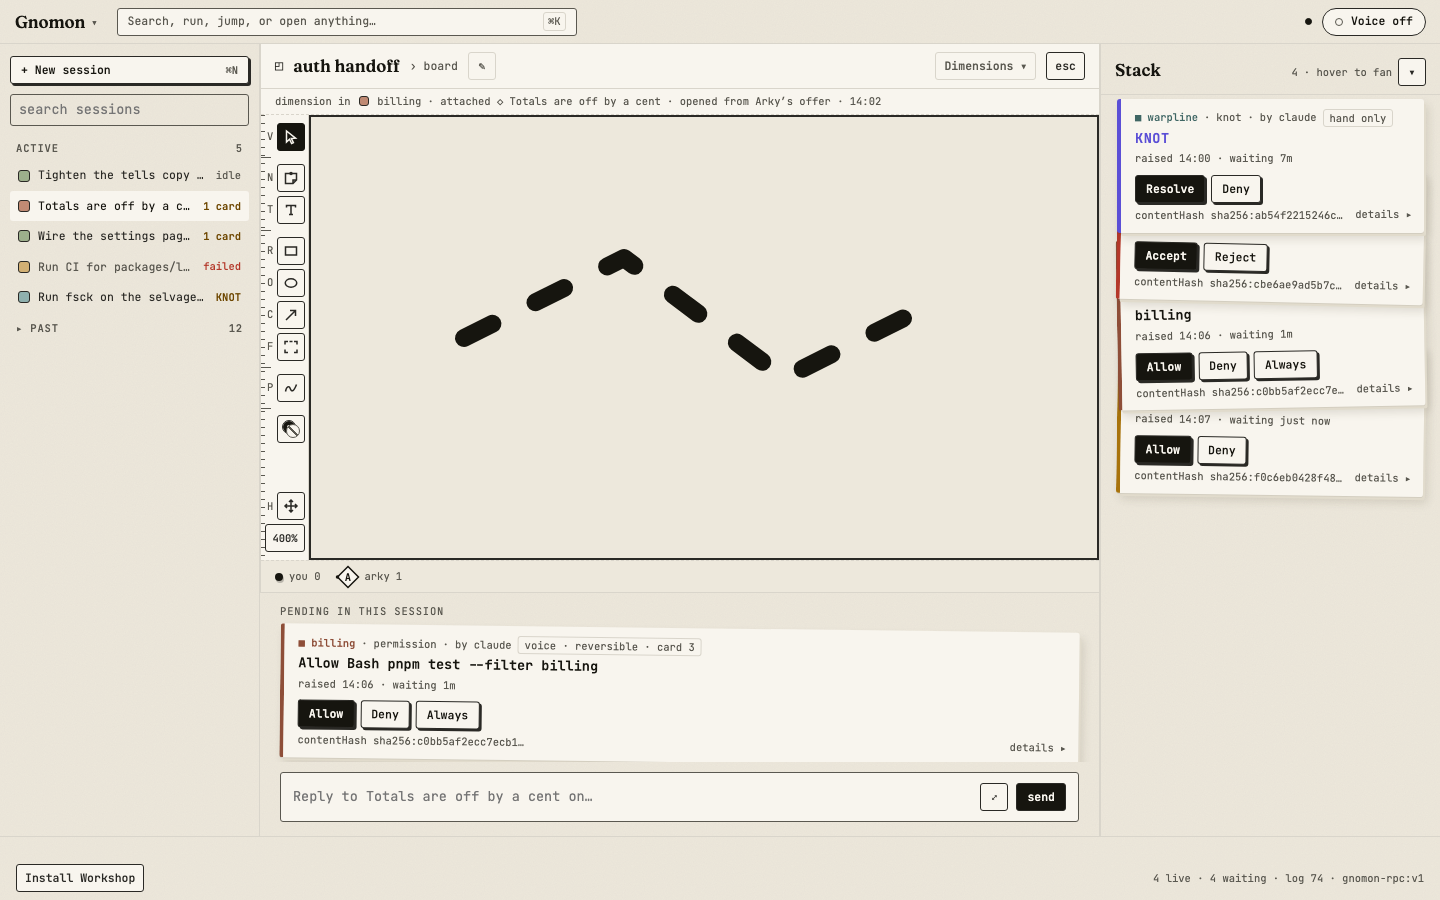 Gnomon ▾
Search, run, jump, or open anything… ⌘K
Voice off
+ New session ⌘N
search sessions
ACTIVE 5
Tighten the tells copy … idle
Totals are off by a c… 1 card
Wire the settings pag… 1 card
Run CI for packages/l… failed
Run fsck on the selvage… KNOT
▸ PAST 12
auth handoff › board ✎
Dimensions ▾ esc
dimension in billing · attached ◇ Totals are off by a cent · opened from Arky's offer · 14:02
V
N
T
R
O
C
F
P
H
400%
you 0 A arky 1
PENDING IN THIS SESSION
■ billing · permission · by claude voice · reversible · card 3
Allow Bash pnpm test --filter billing
raised 14:06 · waiting 1m
Allow Deny Always
contentHash sha256:c0bb5af2ecc7ecb1…
details ▸
Reply to Totals are off by a cent on…
send
Stack
4 · hover to fan ▾
■ warpline · knot · by claude hand only
KNOT
raised 14:00 · waiting 7m
Resolve Deny
contentHash sha256:ab54f2215246c… details ▸
Accept Reject
contentHash sha256:cbe6ae9ad5b7c… details ▸
billing
raised 14:06 · waiting 1m
Allow Deny Always
contentHash sha256:c0bb5af2ecc7e… details ▸
raised 14:07 · waiting just now
Allow Deny
contentHash sha256:f0c6eb0428f48… details ▸
Install Workshop
4 live · 4 waiting · log 74 · gnomon-rpc:v1